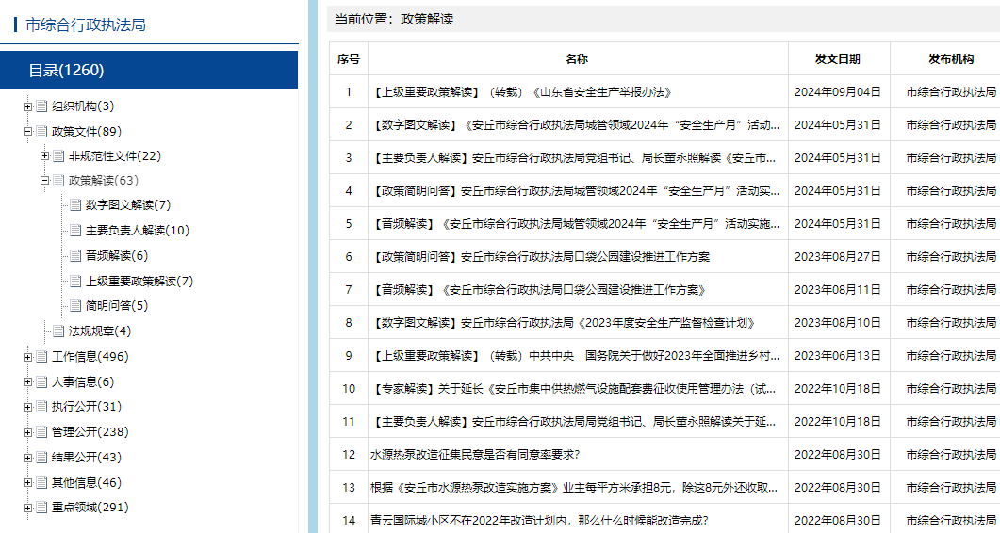 市综合行政执法局
目录(1260)
组织机构(3)
政策文件(89)
非规范性文件(22)
政策解读(63)
数字图文解读(7)
主要负责人解读(10)
音频解读(6)
上级重要政策解读(7)
简明问答(5)
法规规章(4)
工作信息(496)
人事信息(6)
执行公开(31)
管理公开(238)
结果公开(43)
其他信息(46)
重点领域(291)
当前位置：政策解读
序号 名称 发文日期 发布机构
1 【上级重要政策解读】（转载）《山东省安全生产举报办法》 2024年09月04日 市综合行政执法局
2 【数字图文解读】《安丘市综合行政执法局城管领域2024年“安全生产月”活动... 2024年05月31日 市综合行政执法局
3 【主要负责人解读】安丘市综合行政执法局党组书记、局长董永照解读《安丘市... 2024年05月31日 市综合行政执法局
4 【政策简明问答】安丘市综合行政执法局城管领域2024年“安全生产月”活动实... 2024年05月31日 市综合行政执法局
5 【音频解读】《安丘市综合行政执法局城管领域2024年“安全生产月”活动实施... 2024年05月31日 市综合行政执法局
6 【政策简明问答】安丘市综合行政执法局口袋公园建设推进工作方案 2023年08月27日 市综合行政执法局
7 【音频解读】《安丘市综合行政执法局口袋公园建设推进工作方案》 2023年08月11日 市综合行政执法局
8 【数字图文解读】安丘市综合行政执法局《2023年度安全生产监督检查计划》 2023年08月10日 市综合行政执法局
9 【上级重要政策解读】（转载）中共中央　国务院关于做好2023年全面推进乡村... 2023年06月13日 市综合行政执法局
10 【专家解读】关于延长《安丘市集中供热燃气设施配套费征收使用管理办法（试... 2022年10月18日 市综合行政执法局
11 【主要负责人解读】安丘市综合行政执法局局党组书记、局长董永照解读关于延... 2022年10月18日 市综合行政执法局
12 水源热泵改造征集民意是否有同意率要求? 2022年08月30日 市综合行政执法局
13 根据《安丘市水源热泵改造实施方案》业主每平方米承担8元，除这8元外还收取... 2022年08月30日 市综合行政执法局
14 青云国际城小区不在2022年改造计划内，那么什么时候能改造完成? 2022年08月30日 市综合行政执法局